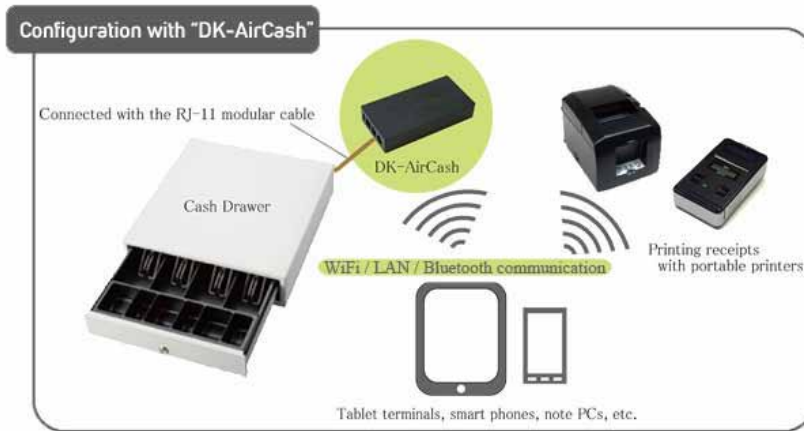 Configuration with "DK-AirCash"
Connected with the RJ-11 modular cable
DK-AirCash
Cash Drawer
WiFi / LAN / Bluetooth communication
Printing receipts
with portable printers
Tablet terminals, smart phones, note PCs, etc.